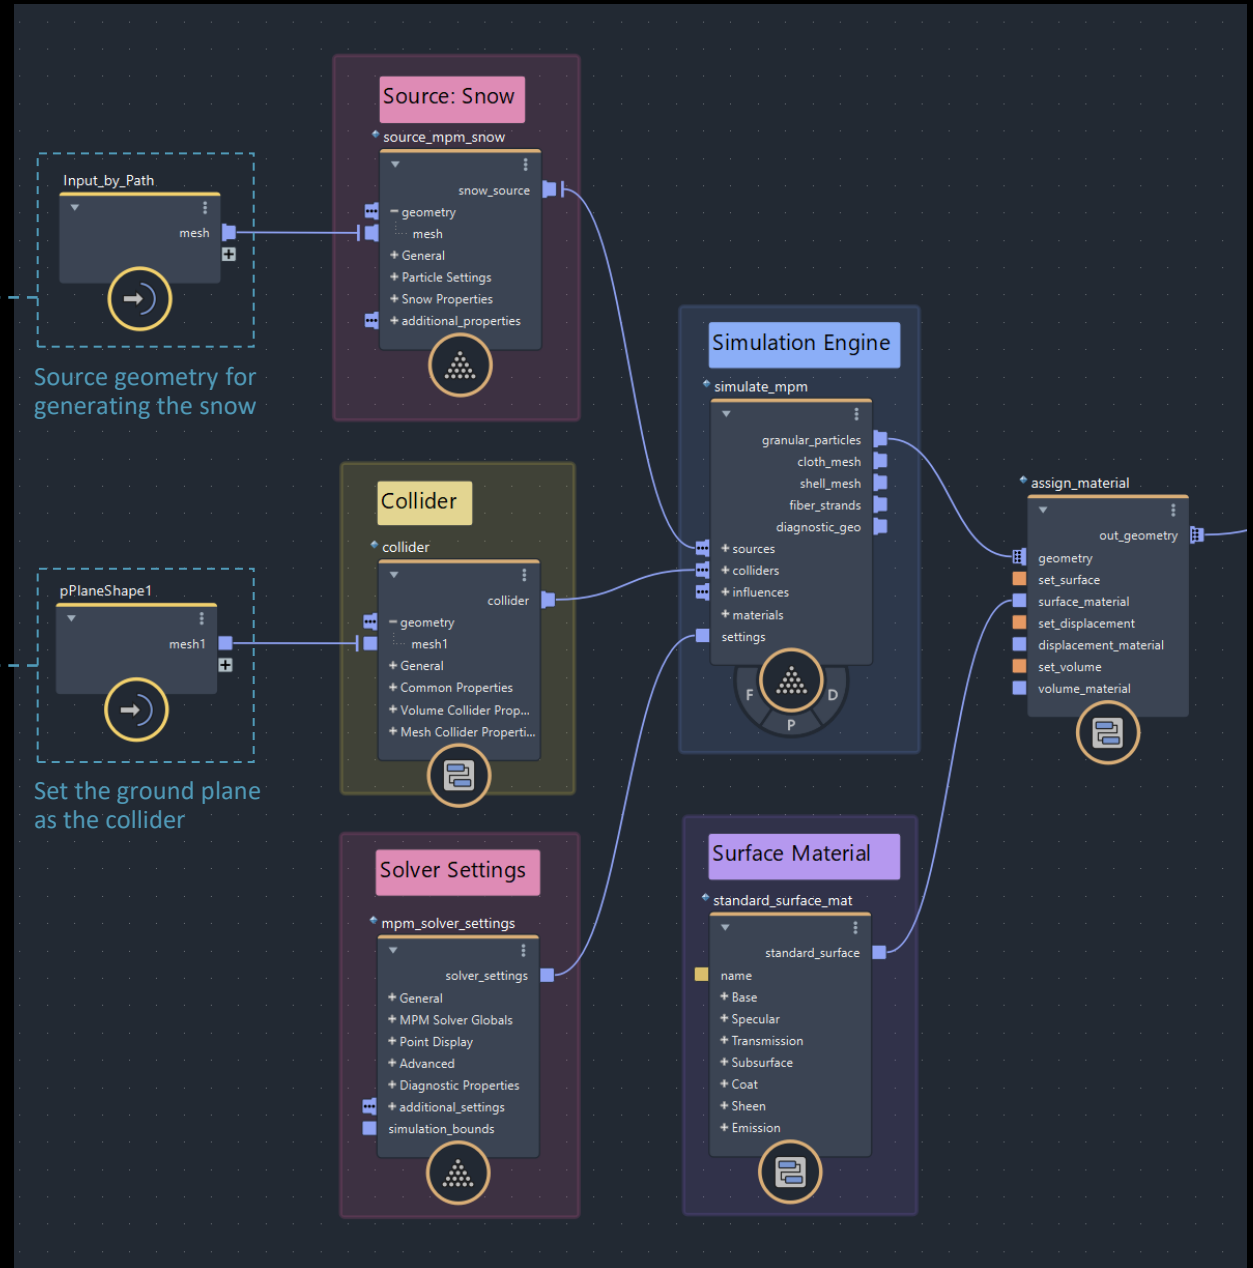 Source: Snow
source_mpm_snow
snow_source
geometry
mesh
General
Particle Settings
Snow Properties
additional_properties
Input_by_Path
mesh
Source geometry for
generating the snow
Collider
collider
collider
geometry
mesh1
General
Common Properties
Volume Collider Prop...
Mesh Collider Properti...
pPlaneShape1
mesh1
Set the ground plane
as the collider
Solver Settings
mpm_solver_settings
solver_settings
General
MPM Solver Globals
Point Display
Advanced
Diagnostic Properties
additional_settings
simulation_bounds
Simulation Engine
simulate_mpm
granular_particles
cloth_mesh
shell_mesh
fiber_strands
diagnostic_geo
sources
colliders
influences
materials
settings
F
D
P
Surface Material
standard_surface_mat
standard_surface
name
Base
Specular
Transmission
Subsurface
Coat
Sheen
Emission
assign_material
out_geometry
geometry
set_surface
surface_material
set_displacement
displacement_material
set_volume
volume_material